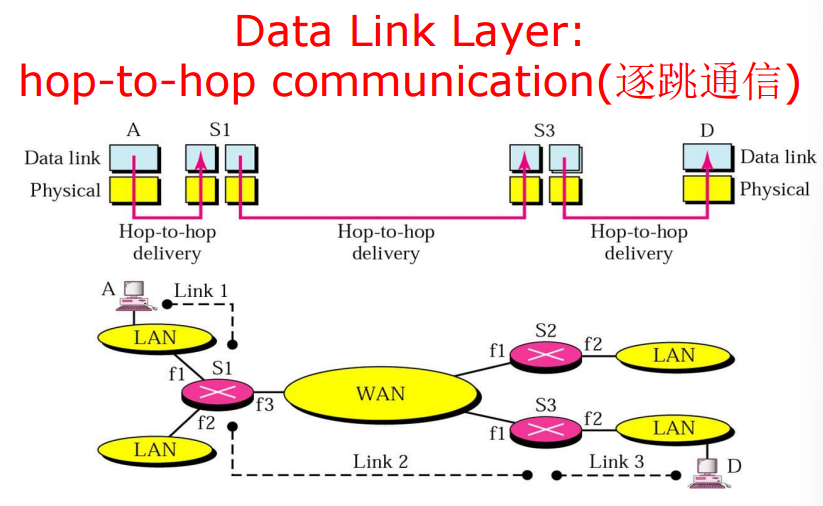 Data Link Layer:
hop-to-hop communication(逐跳通信)
A S1 S3 D
Data link Data link
Physical Physical
Hop-to-hop delivery
Hop-to-hop delivery
Hop-to-hop delivery
A Link 1
LAN
f1 S1
f3
f2
LAN
WAN
S2
f1 f2 LAN
S3
f1 f2 LAN
Link 2 Link 3 D